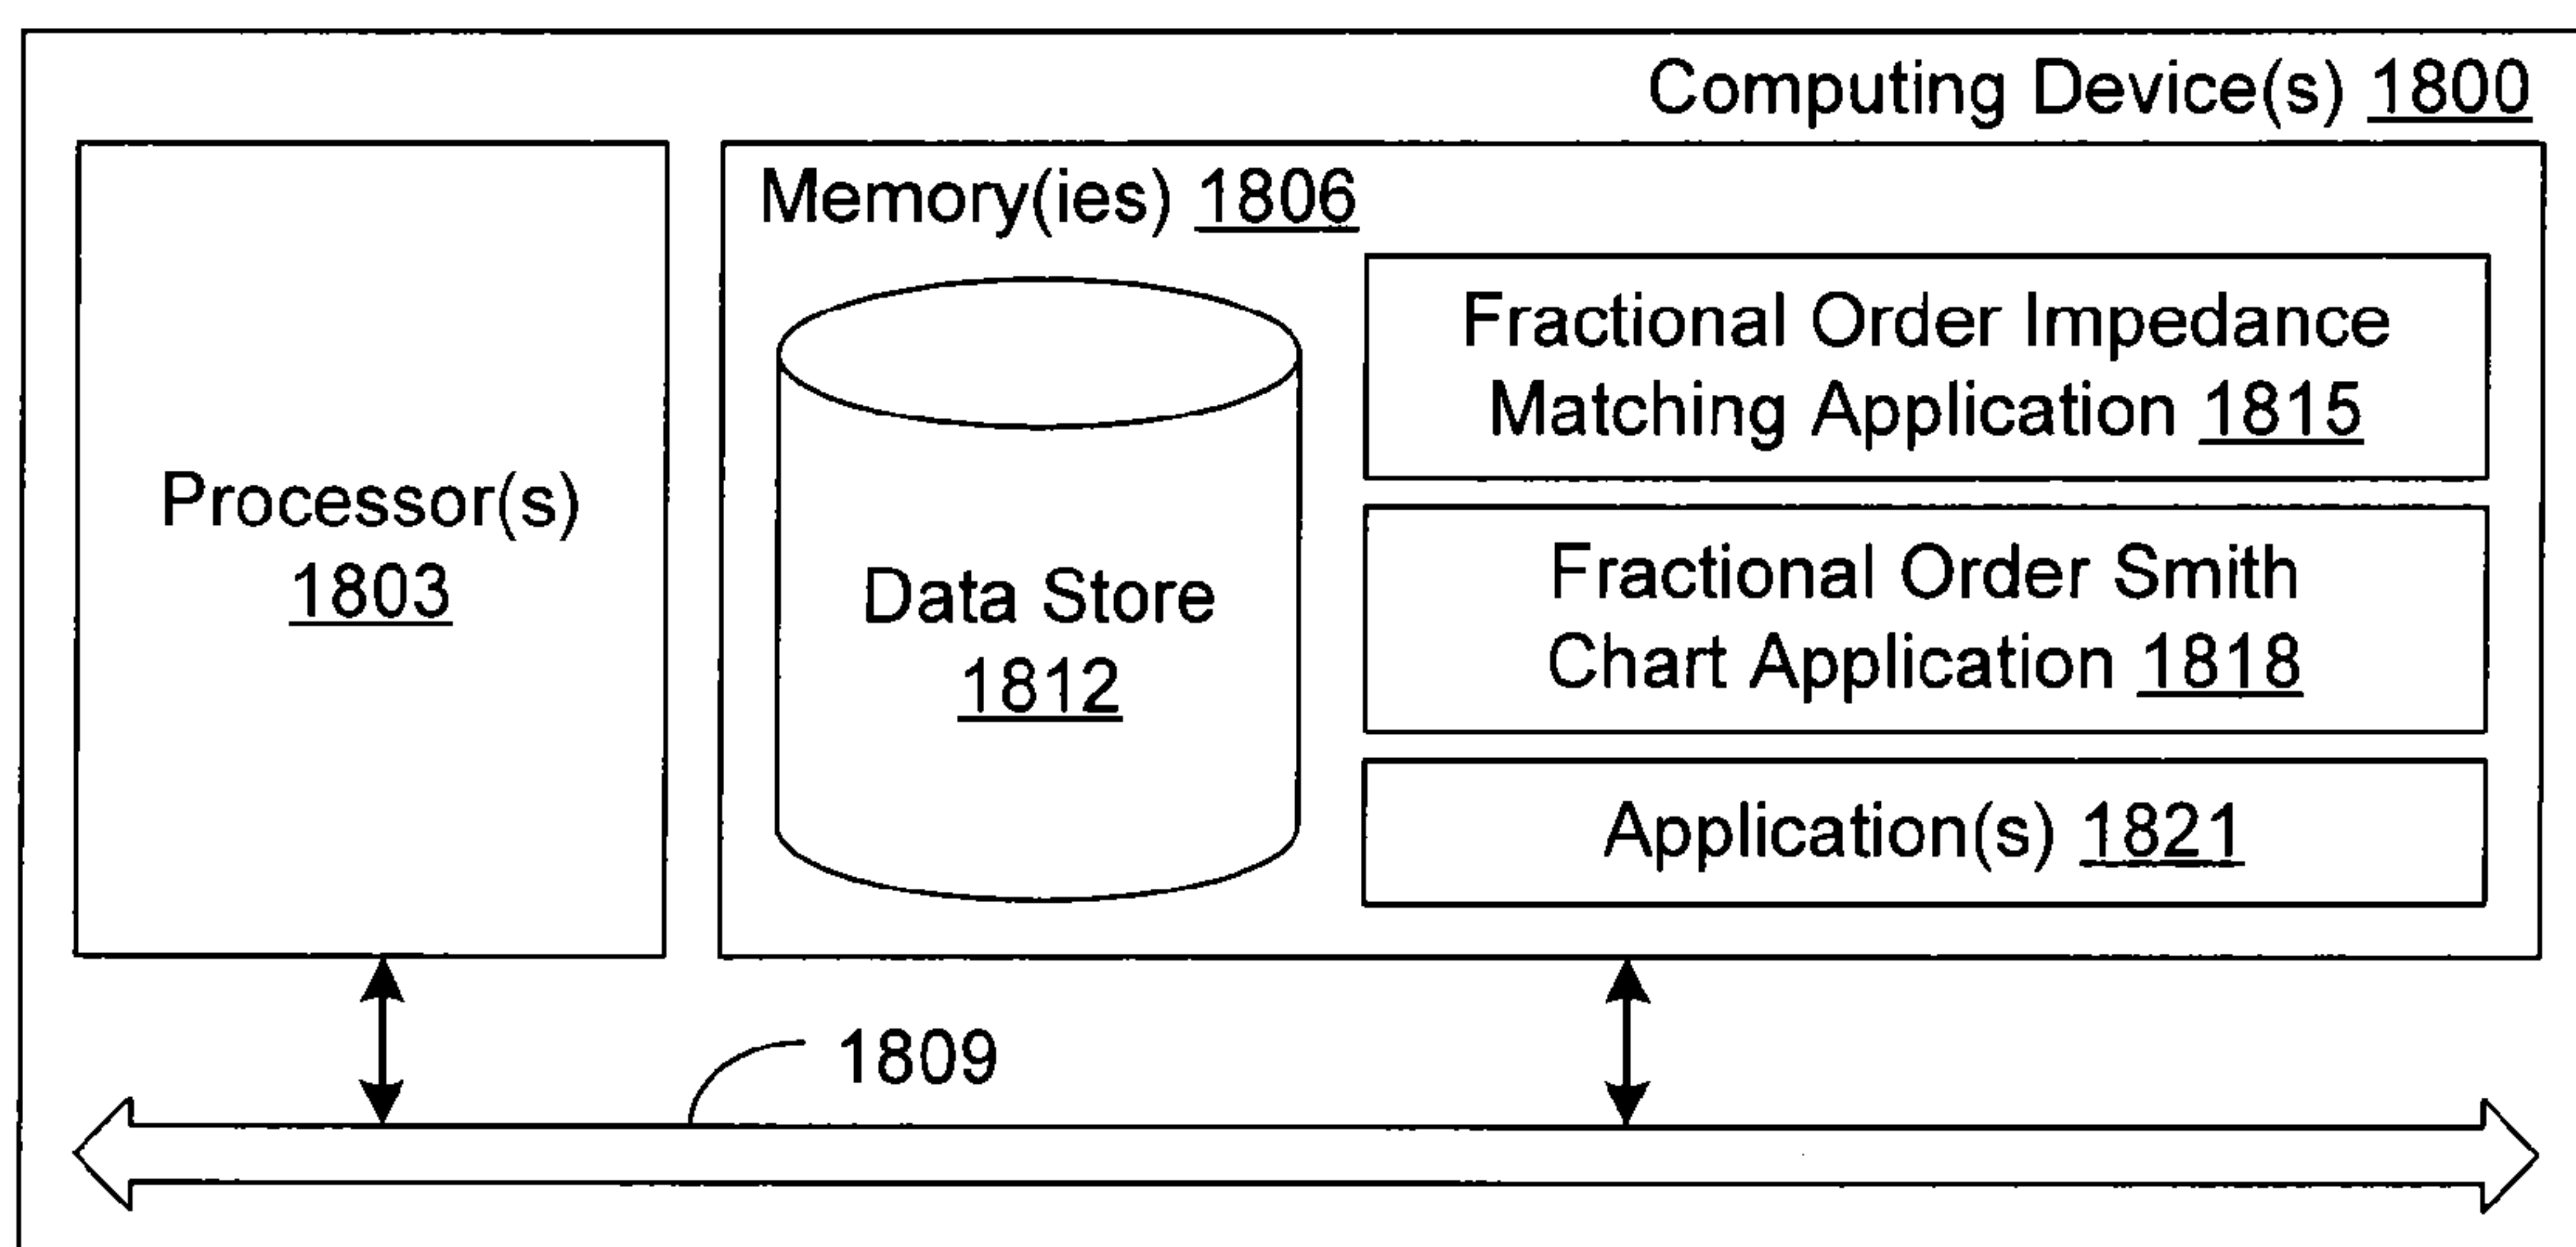 Computing Device(s) 1800
Processor(s)
1803
Memory(ies) 1806
Data Store
1812
Fractional Order Impedance
Matching Application 1815
Fractional Order Smith
Chart Application 1818
Application(s) 1821
1809